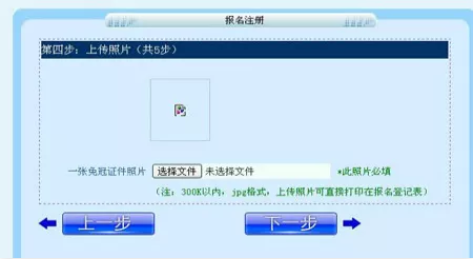 报名注册
第四步：上传照片（共5步）
一张免冠证件照片 选择文件 未选择文件 *此照片必填
（注：300K以内，jpg格式，上传照片可直接打印在报名登记表）
上一步 下一步